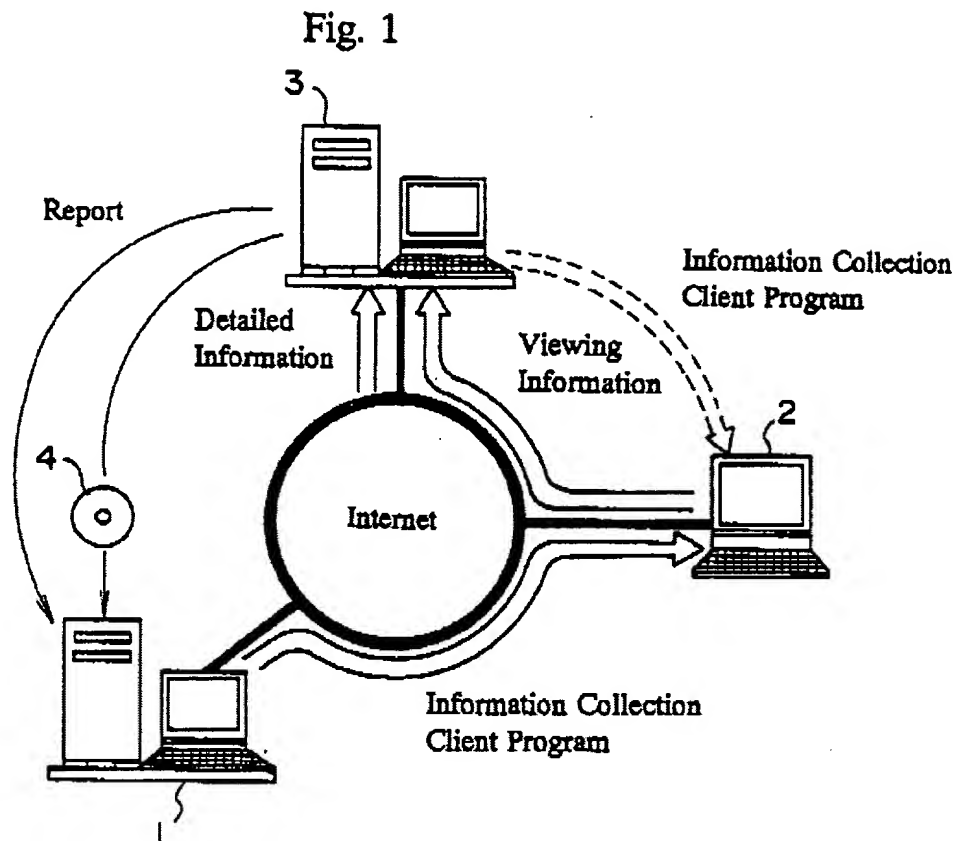 Fig. 1
3
Report
Information Collection
Client Program
Detailed
Information
Viewing
Information
2
4
Internet
Information Collection
Client Program
1